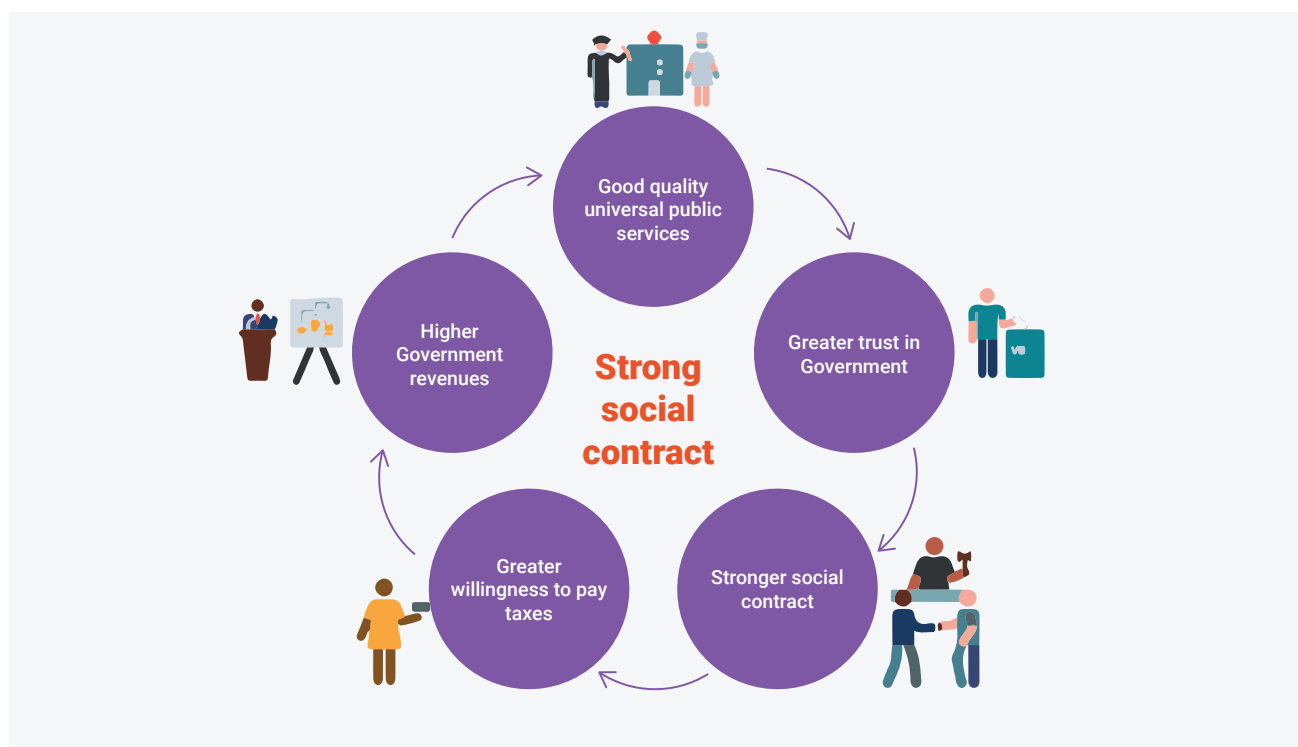 Good quality
universal public
services
Higher
Government
revenues
Greater trust in
Government
Strong
social
contract
Greater
willingness to pay
taxes
Stronger social
contract